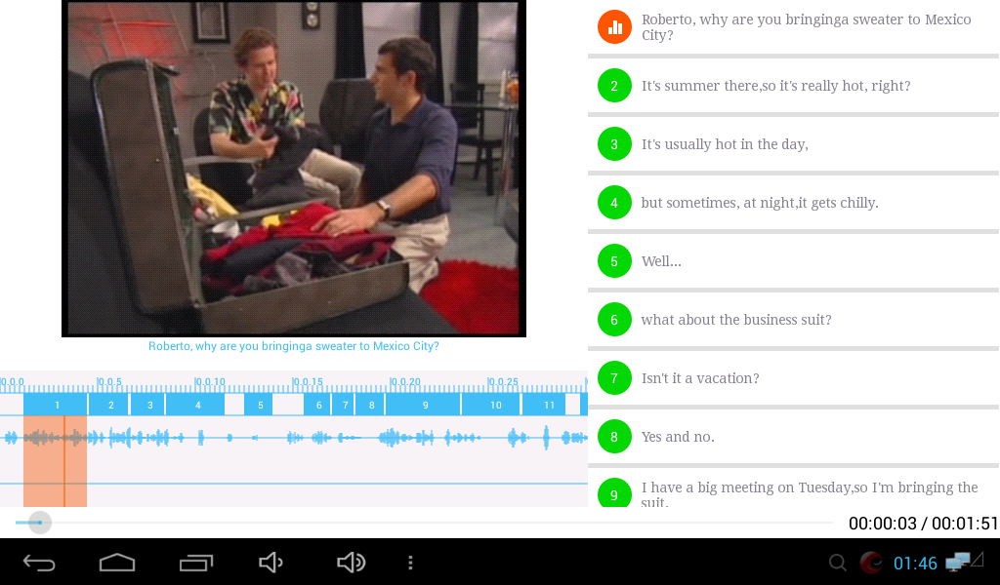 Roberto, why are you bringinga sweater to Mexico
City?
2 It's summer there,so it's really hot, right?
3 It's usually hot in the day,
4 but sometimes, at night,it gets chilly.
5 Well...
6 what about the business suit?
7 Isn't it a vacation?
8 Yes and no.
9 I have a big meeting on Tuesday,so I'm bringing the
suit.
Roberto, why are you bringinga sweater to Mexico City?
0.0.0 0.0.5 0.0.10 0.0.15 0.0.20 0.0.25
1 2 3 4 5 6 7 8 9 10 11
00:00:03 / 00:01:51
01:46